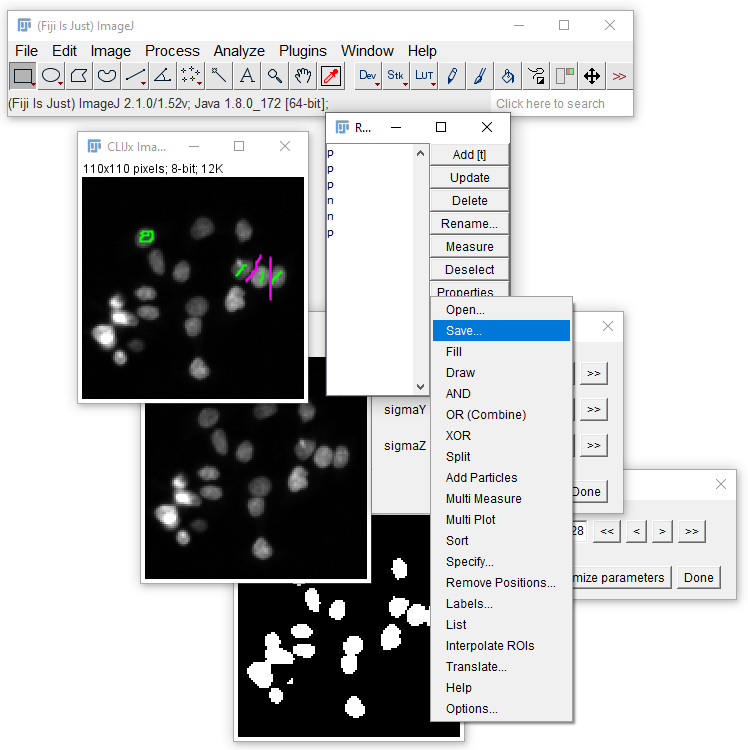 (Fiji Is Just) ImageJ
File Edit Image Process Analyze Plugins Window Help
Dev Stk LUT >>
(Fiji Is Just) ImageJ 2.1.0/1.52v; Java 1.8.0_172 [64-bit];
Click here to search
CLIJx Ima...
110x110 pixels; 8-bit; 12K
R...
p
p
p
n
n
p
Add [t]
Update
Delete
Rename...
Measure
Deselect
Properties
Open...
Save...
Fill
Draw
AND
OR (Combine)
XOR
Split
Add Particles
Multi Measure
Multi Plot
Sort
Specify...
Remove Positions...
Labels...
List
Interpolate ROIs
Translate...
Help
Options...
>>
sigmaY >>
sigmaZ >>
Done
28 << < > >>
mize parameters Done